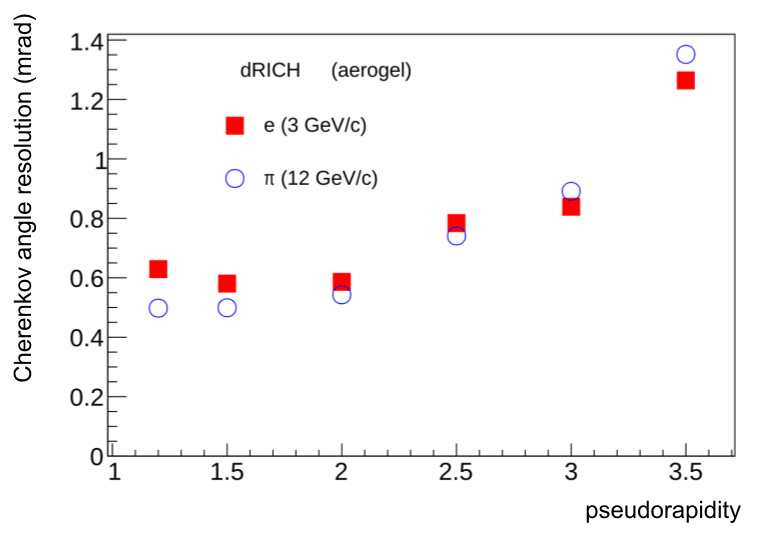 Cherenkov angle resolution (mrad)
1.4
1.2
1
0.8
0.6
0.4
0.2
0
dRICH (aerogel)
e (3 GeV/c)
π (12 GeV/c)
1 1.5 2 2.5 3 3.5
pseudorapidity